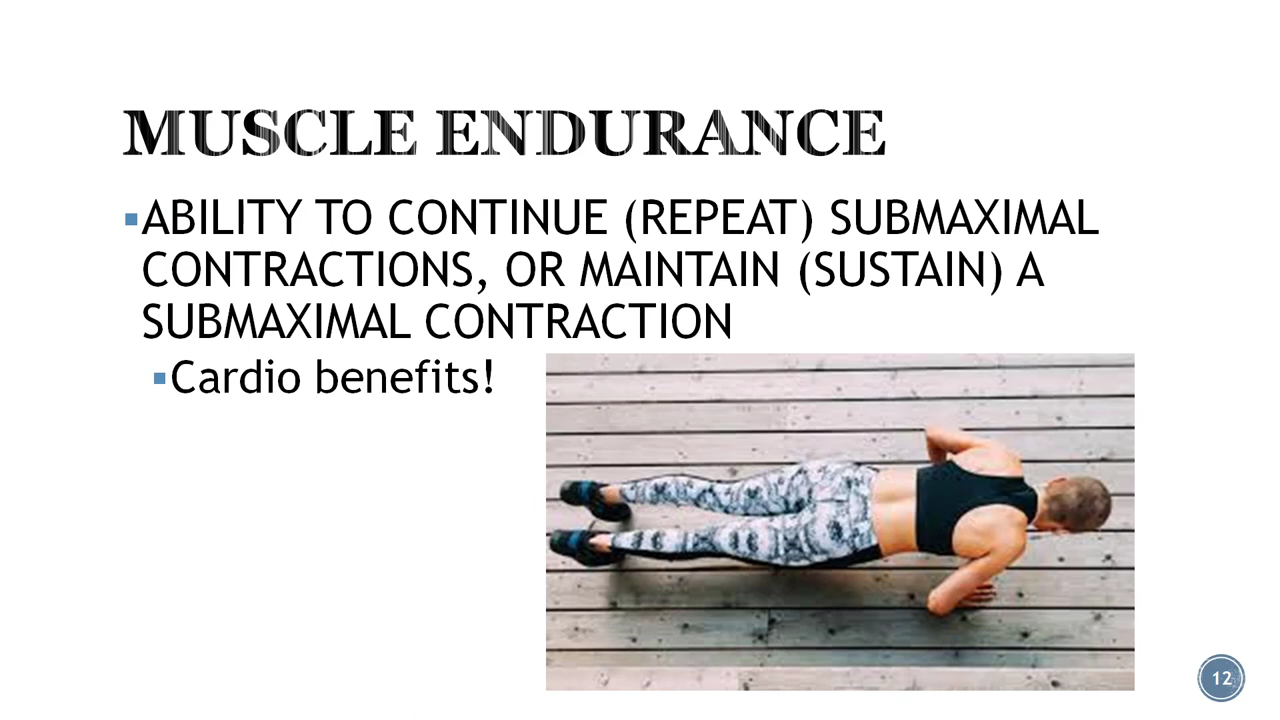 MUSCLE ENDURANCE
▪ABILITY TO CONTINUE (REPEAT) SUBMAXIMAL
CONTRACTIONS, OR MAINTAIN (SUSTAIN) A
SUBMAXIMAL CONTRACTION
▪Cardio benefits!
12